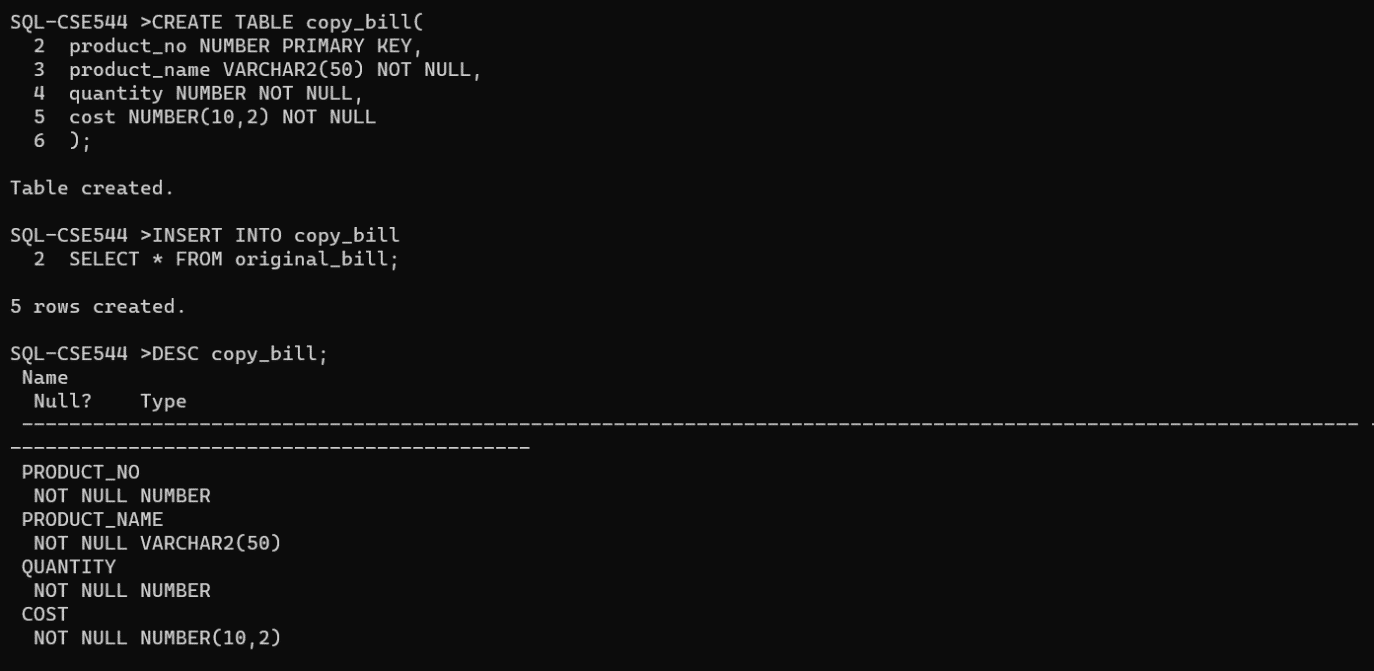 SQL-CSE544 >CREATE TABLE copy_bill(
  2  product_no NUMBER PRIMARY KEY,
  3  product_name VARCHAR2(50) NOT NULL,
  4  quantity NUMBER NOT NULL,
  5  cost NUMBER(10,2) NOT NULL
  6  );
Table created.
SQL-CSE544 >INSERT INTO copy_bill
  2  SELECT * FROM original_bill;
5 rows created.
SQL-CSE544 >DESC copy_bill;
 Name
  Null?    Type
 ----------------------------------------------------------------------------------------------------------------- -
--------------------------------------------
 PRODUCT_NO
  NOT NULL NUMBER
 PRODUCT_NAME
  NOT NULL VARCHAR2(50)
 QUANTITY
  NOT NULL NUMBER
 COST
  NOT NULL NUMBER(10,2)